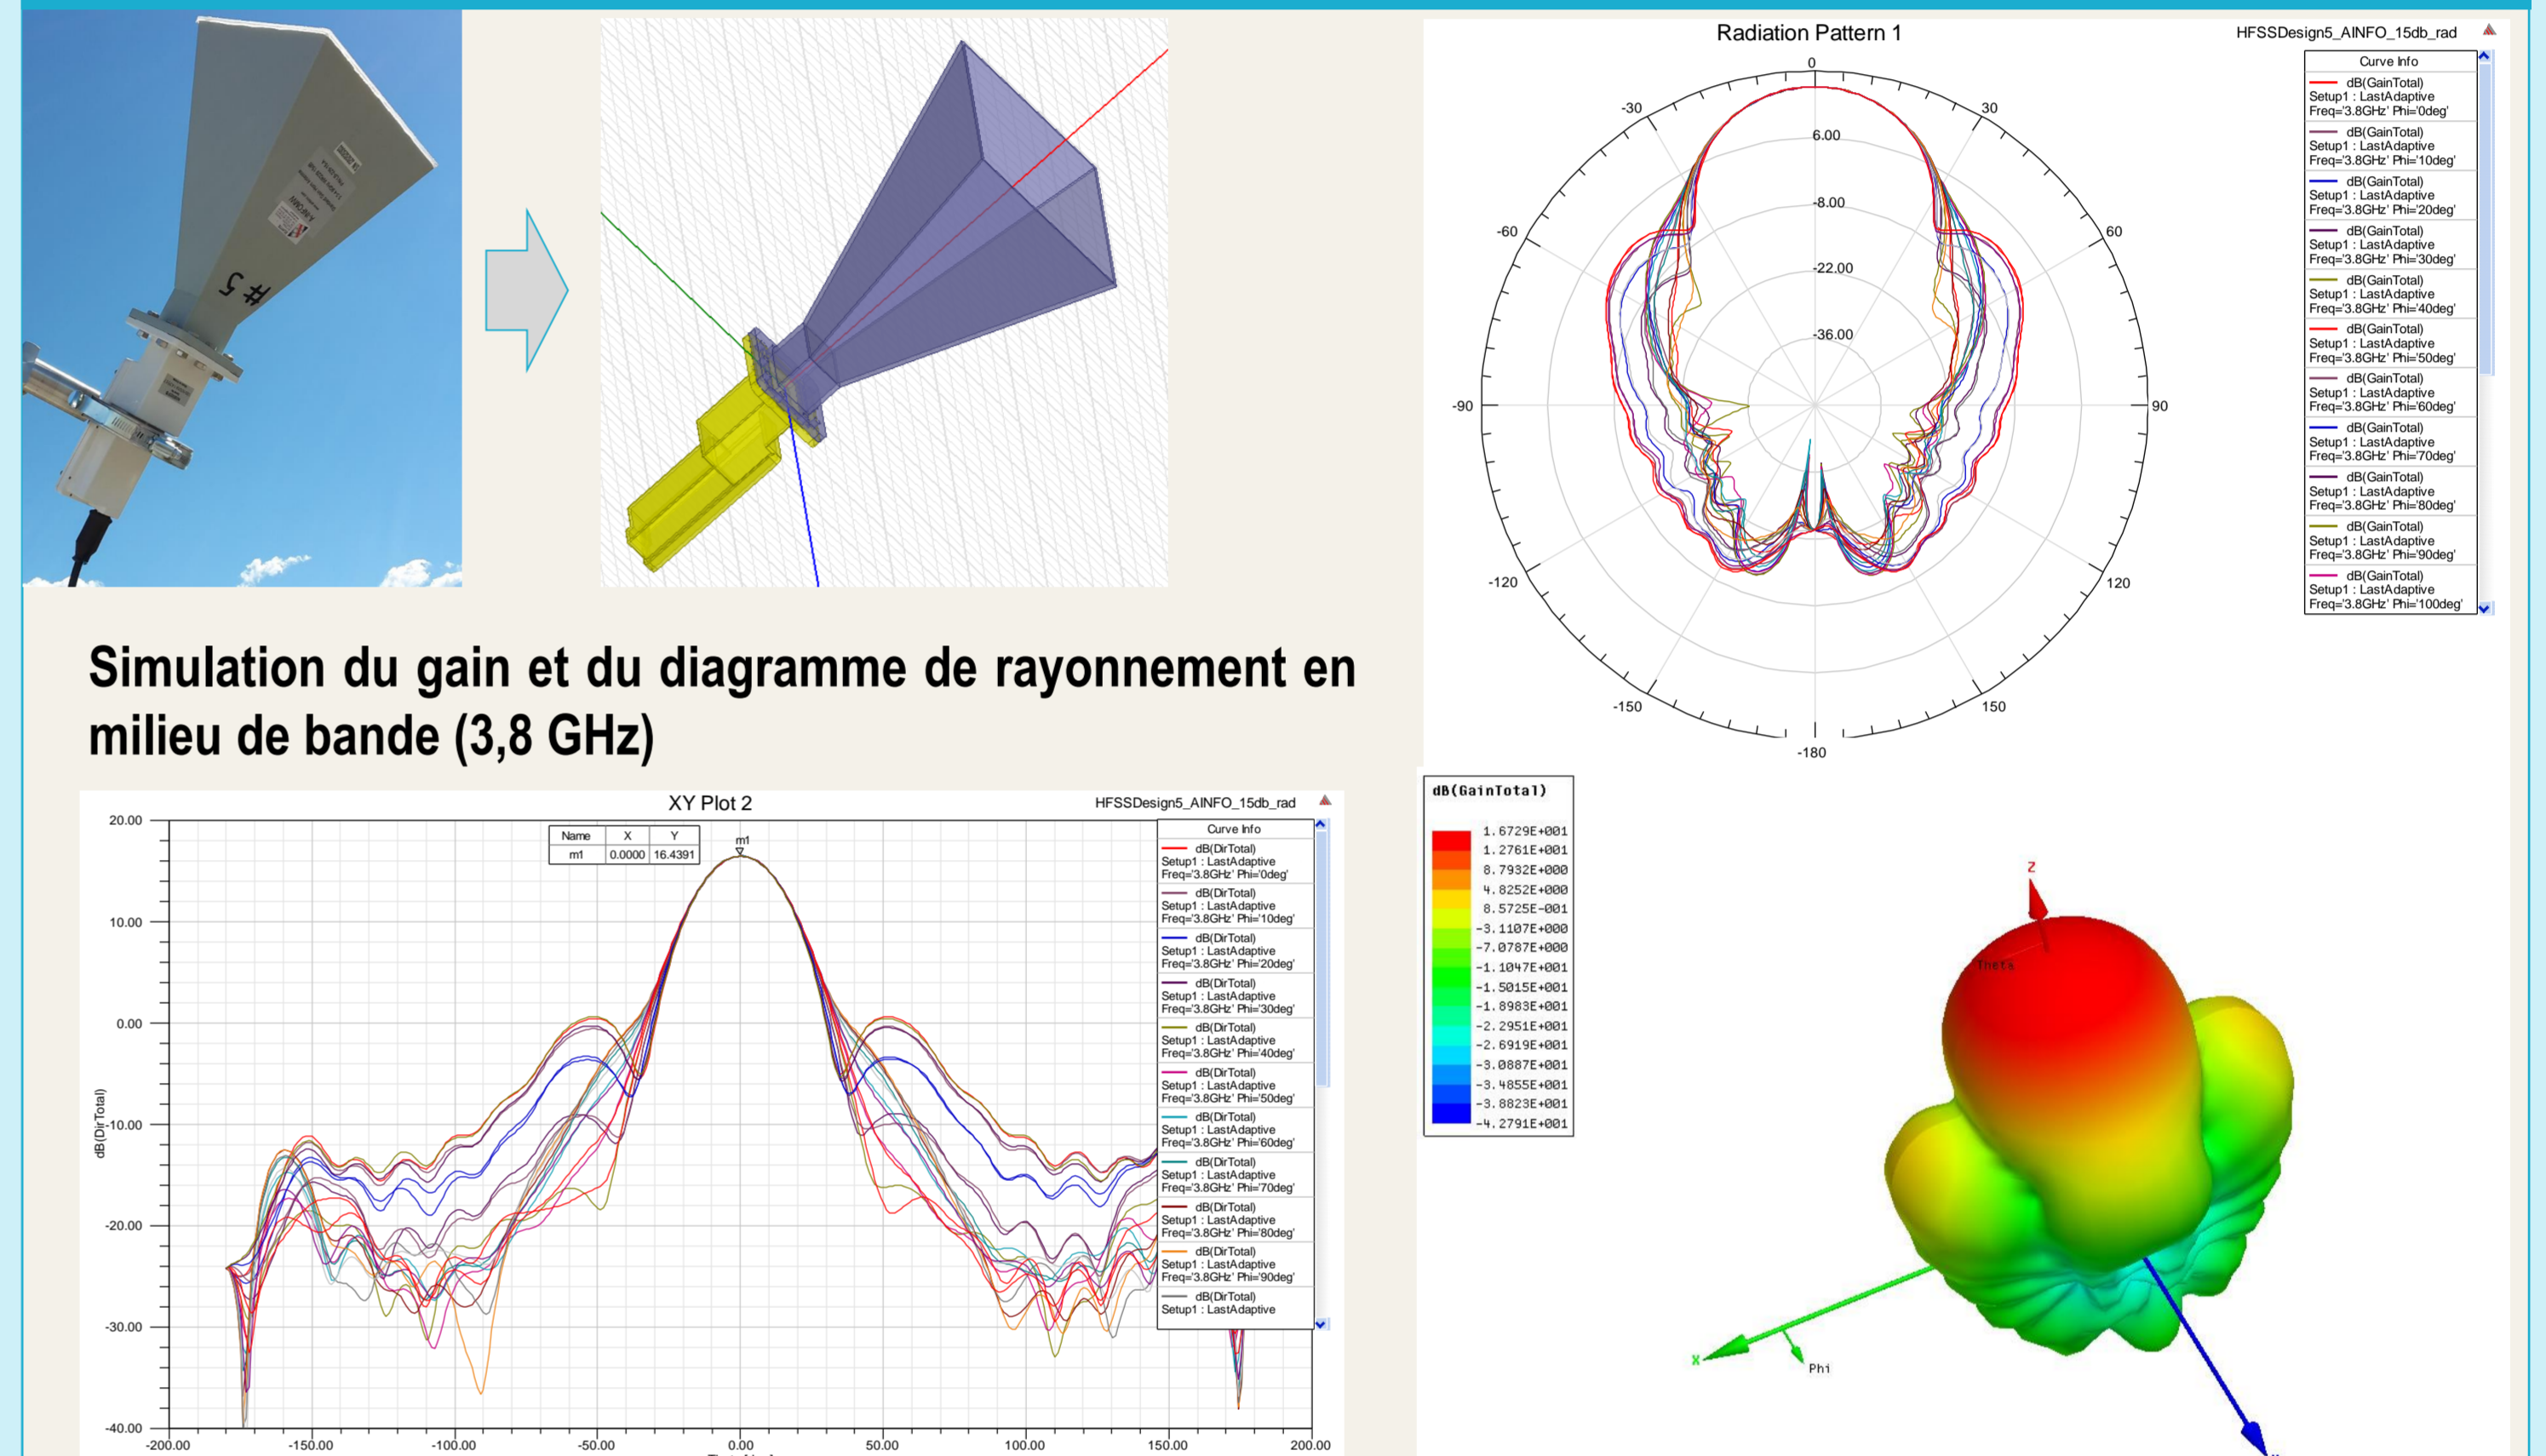 # 5
Radiation Pattern 1
HFSSDesign5_AINFO_15db_rad
0
-30
30
6.00
-8.00
-60
60
-22.00
-36.00
-90
90
-120
120
-150
150
-180
Curve Info
dB(GainTotal)
Setup1 : LastAdaptive
Freq='3.8GHz' Phi='0deg'
dB(GainTotal)
Setup1 : LastAdaptive
Freq='3.8GHz' Phi='10deg'
dB(GainTotal)
Setup1 : LastAdaptive
Freq='3.8GHz' Phi='20deg'
dB(GainTotal)
Setup1 : LastAdaptive
Freq='3.8GHz' Phi='30deg'
dB(GainTotal)
Setup1 : LastAdaptive
Freq='3.8GHz' Phi='40deg'
dB(GainTotal)
Setup1 : LastAdaptive
Freq='3.8GHz' Phi='50deg'
dB(GainTotal)
Setup1 : LastAdaptive
Freq='3.8GHz' Phi='60deg'
dB(GainTotal)
Setup1 : LastAdaptive
Freq='3.8GHz' Phi='70deg'
dB(GainTotal)
Setup1 : LastAdaptive
Freq='3.8GHz' Phi='80deg'
dB(GainTotal)
Setup1 : LastAdaptive
Freq='3.8GHz' Phi='90deg'
dB(GainTotal)
Setup1 : LastAdaptive
Freq='3.8GHz' Phi='100deg'
Simulation du gain et du diagramme de rayonnement en
milieu de bande (3,8 GHz)
XY Plot 2
HFSSDesign5_AINFO_15db_rad
Name X Y
m1 0.0000 16.4391
m1
20.00
10.00
0.00
-10.00
-20.00
-30.00
-40.00
dB(DirTotal)
-200.00 -150.00 -100.00 -50.00 0.00 50.00 100.00 150.00 200.00
Curve Info
dB(DirTotal)
Setup1 : LastAdaptive
Freq='3.8GHz' Phi='0deg'
dB(DirTotal)
Setup1 : LastAdaptive
Freq='3.8GHz' Phi='10deg'
dB(DirTotal)
Setup1 : LastAdaptive
Freq='3.8GHz' Phi='20deg'
dB(DirTotal)
Setup1 : LastAdaptive
Freq='3.8GHz' Phi='30deg'
dB(DirTotal)
Setup1 : LastAdaptive
Freq='3.8GHz' Phi='40deg'
dB(DirTotal)
Setup1 : LastAdaptive
Freq='3.8GHz' Phi='50deg'
dB(DirTotal)
Setup1 : LastAdaptive
Freq='3.8GHz' Phi='60deg'
dB(DirTotal)
Setup1 : LastAdaptive
Freq='3.8GHz' Phi='70deg'
dB(DirTotal)
Setup1 : LastAdaptive
Freq='3.8GHz' Phi='80deg'
dB(DirTotal)
Setup1 : LastAdaptive
Freq='3.8GHz' Phi='90deg'
dB(DirTotal)
Setup1 : LastAdaptive
dB(GainTotal)
1.6729E+001
1.2761E+001
8.7932E+000
4.8252E+000
8.5725E-001
-3.1107E+000
-7.0787E+000
-1.1047E+001
-1.5015E+001
-1.8983E+001
-2.2951E+001
-2.6919E+001
-3.0887E+001
-3.4855E+001
-3.8823E+001
-4.2791E+001
Z
Theta
X
Phi